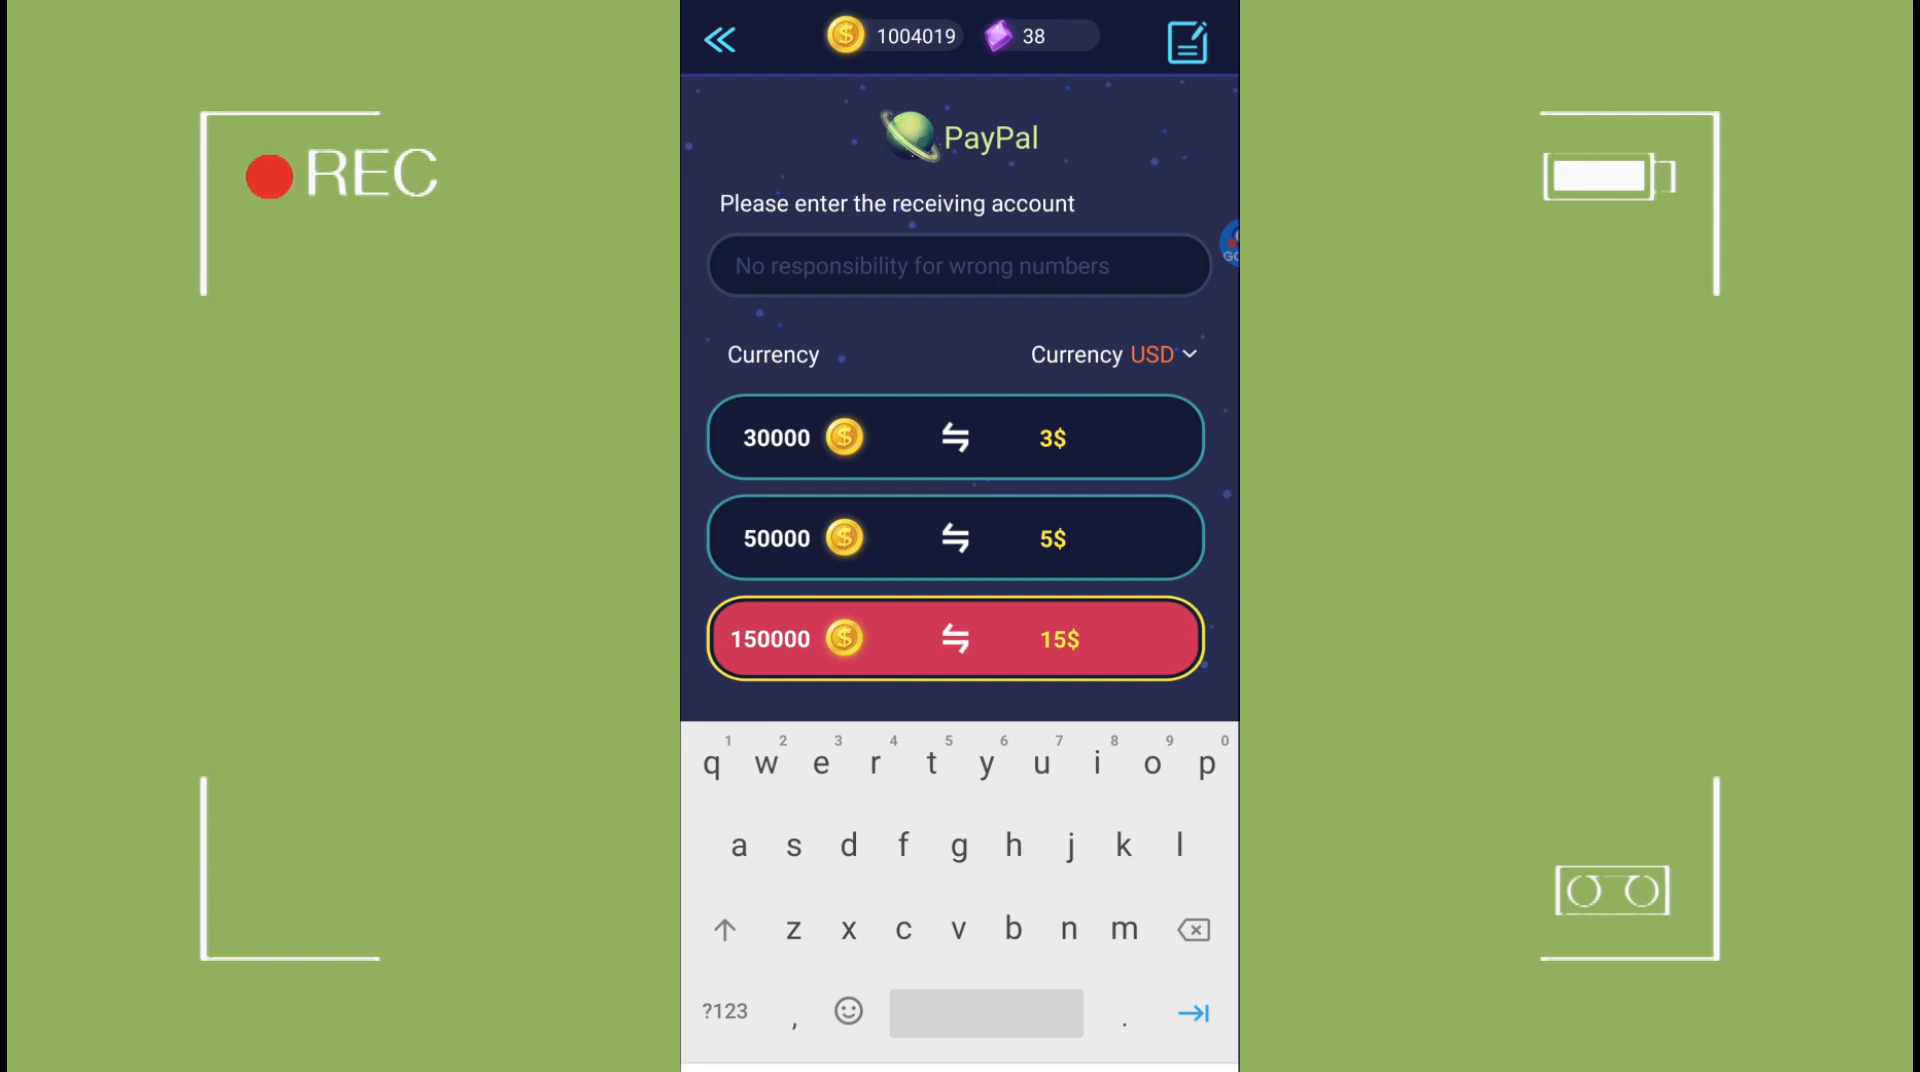 REC
1004019 38
PayPal
Please enter the receiving account
No responsibility for wrong numbers
Currency Currency USD
30000 3$
50000 5$
150000 15$
1 2 3 4 5 6 7 8 9 0
q w e r t y u i o p
a s d f g h j k l
z x c v b n m
?123 , .